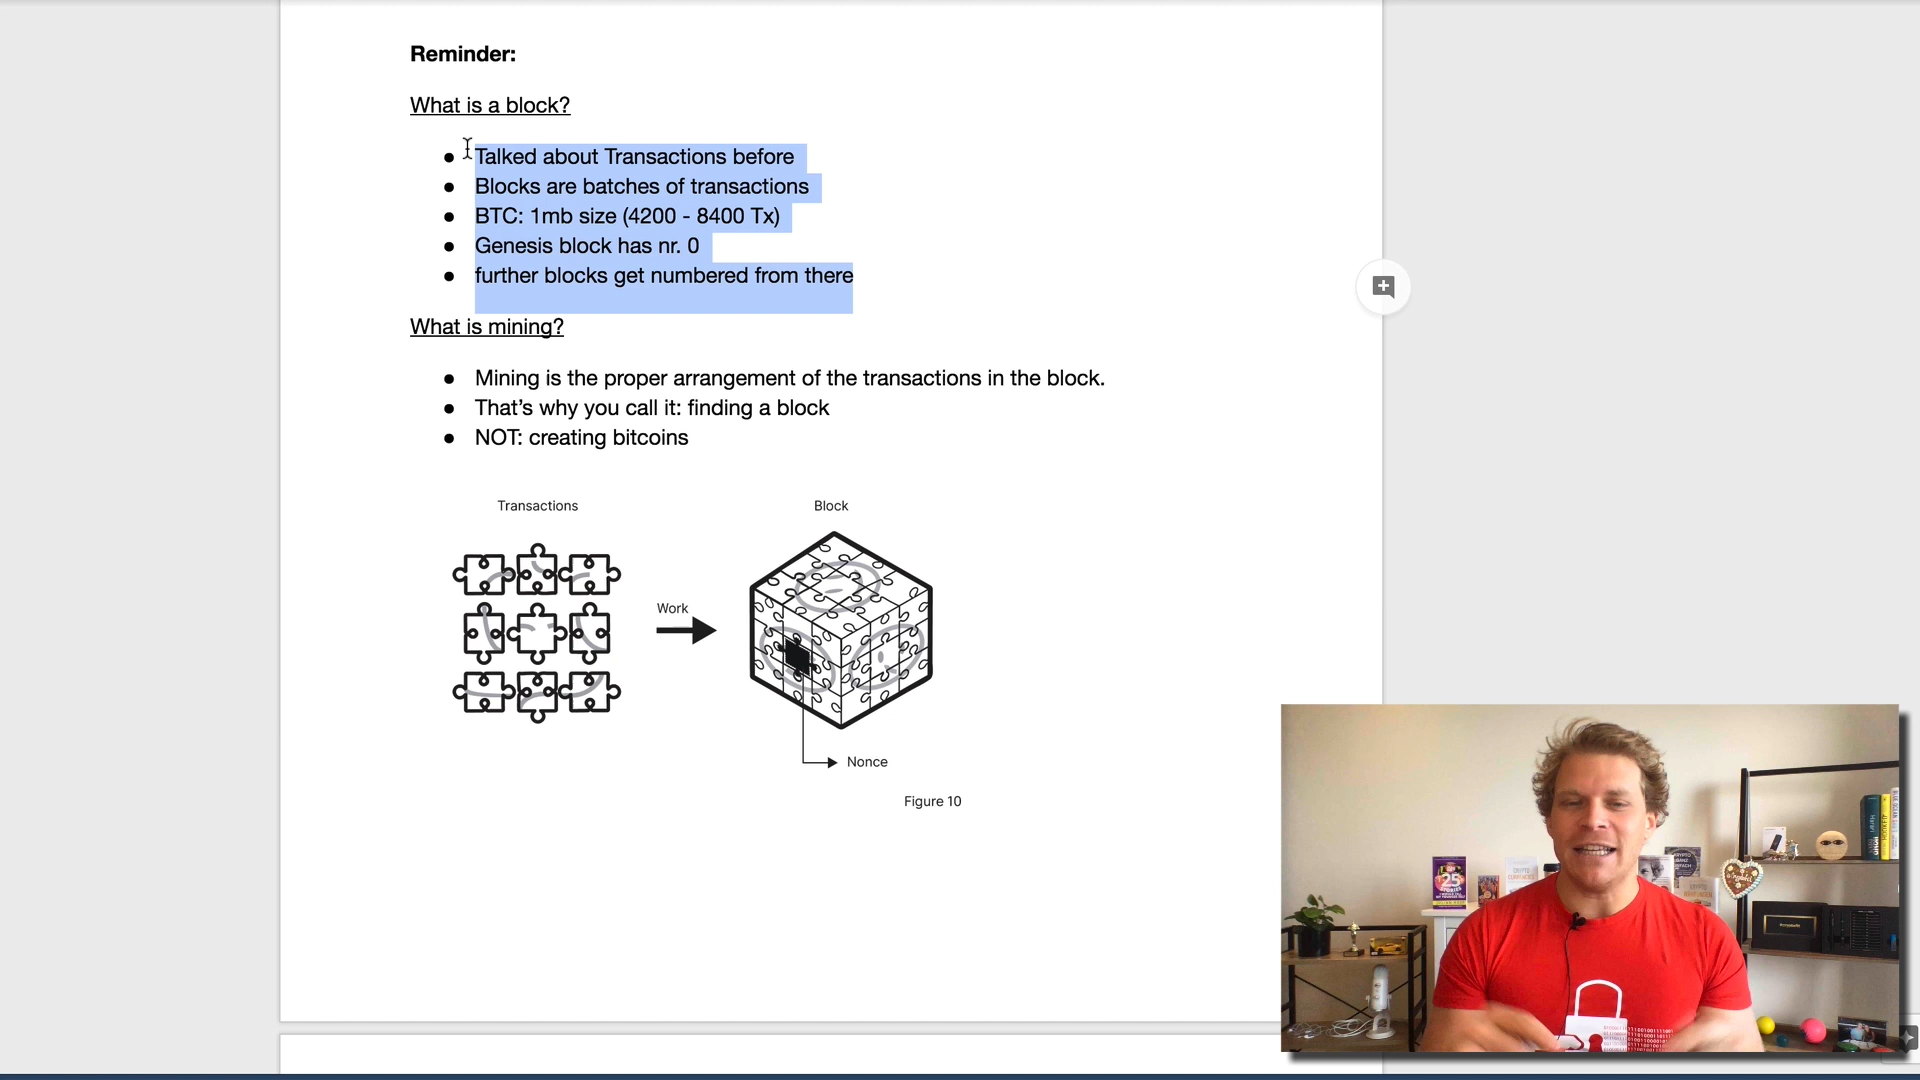 Reminder:
What is a block?
● Talked about Transactions before
● Blocks are batches of transactions
● BTC: 1mb size (4200 - 8400 Tx)
● Genesis block has nr. 0
● further blocks get numbered from there
What is mining?
● Mining is the proper arrangement of the transactions in the block.
● That’s why you call it: finding a block
● NOT: creating bitcoins
Transactions
Block
Work
Nonce
Figure 10
25
STORIES